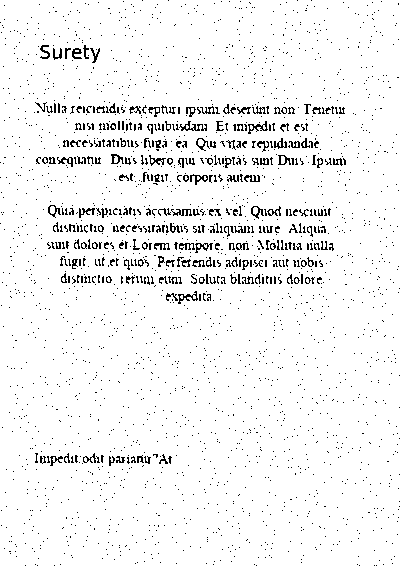 Surety
Nulla reiciendis excepturi ipsum deserunt non. Tenetur
nisi mollitia quibusdam. Et impedit et est
necessitatibus fuga, ea. Qui vitae repudiandae
consequatur. Duis libero qui voluptas sunt Duis. Ipsum
est, fugit, corporis autem.
Quia perspiciatis accusamus ex vel. Quod nesciunt
distinctio, necessitatibus sit aliquam iure. Aliqua,
sunt dolores et Lorem tempore, non. Mollitia nulla
fugit, ut et quos. Perferendis adipisci aut nobis
distinctio, rerum eum. Soluta blanditiis dolore
expedita.
Impedit odit pariatur "At